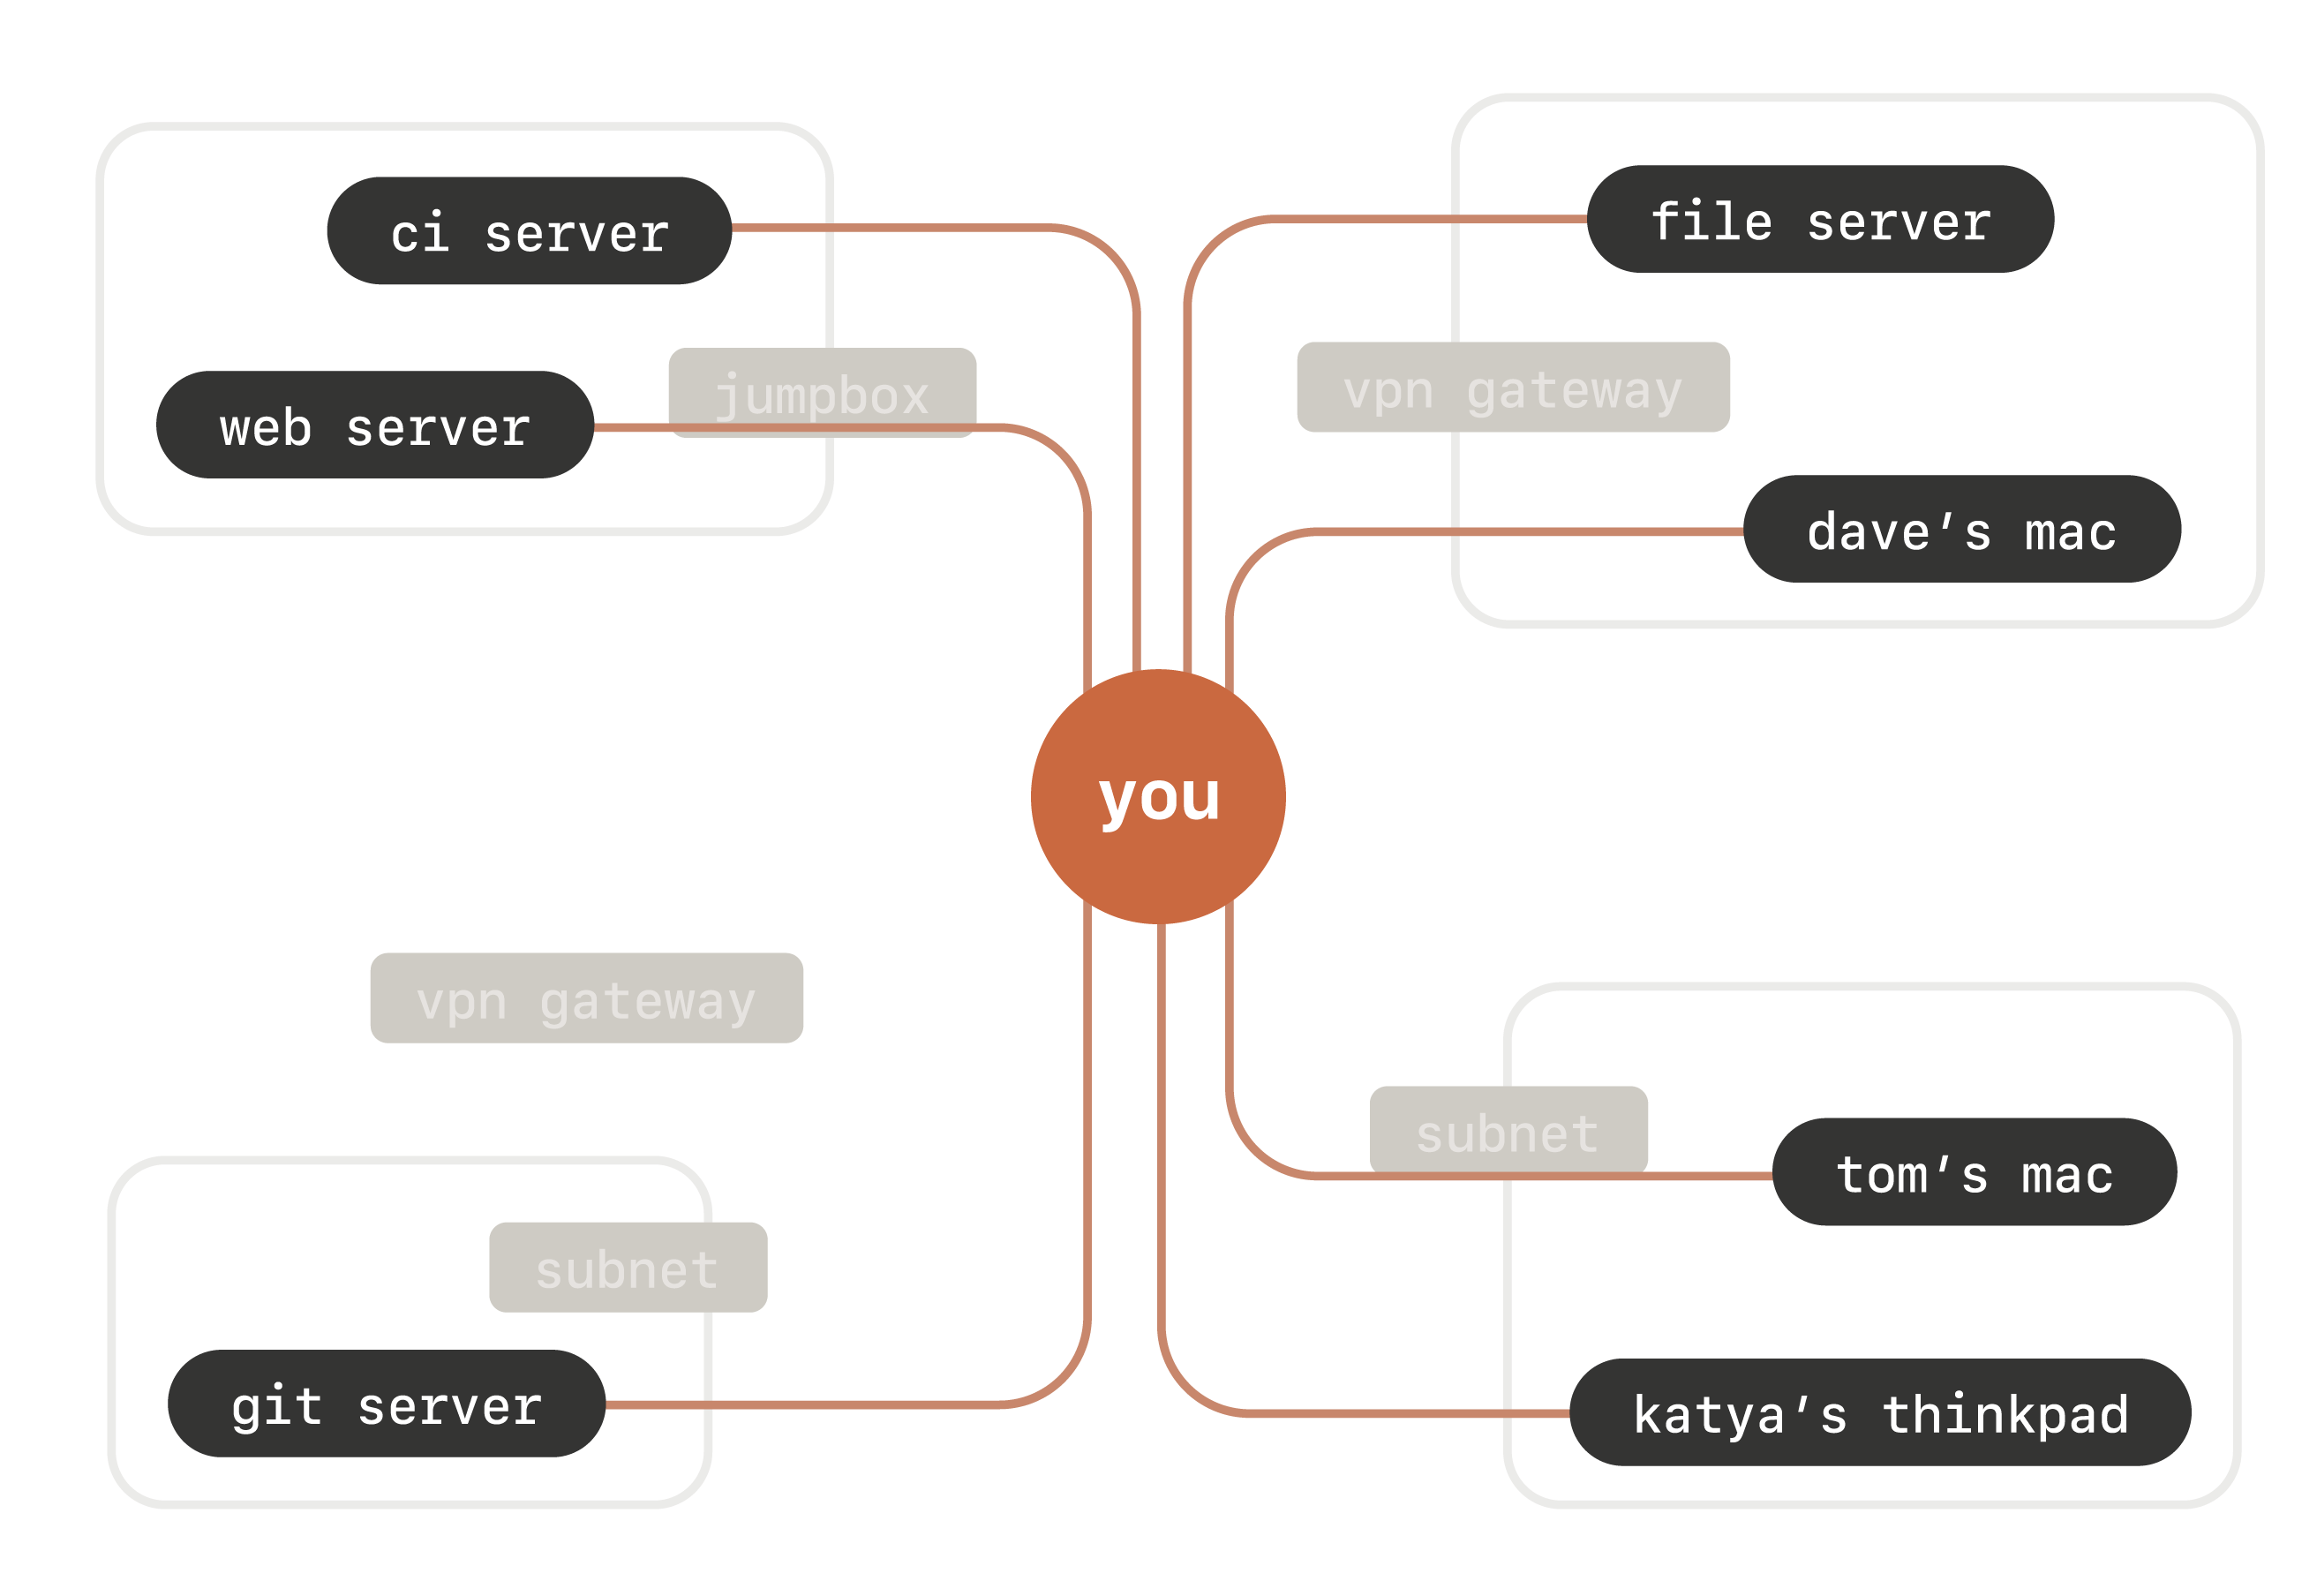 ci server
file server
jumpbox
vpn gateway
web server
dave's mac
you
vpn gateway
subnet
tom's mac
subnet
git server
katya's thinkpad